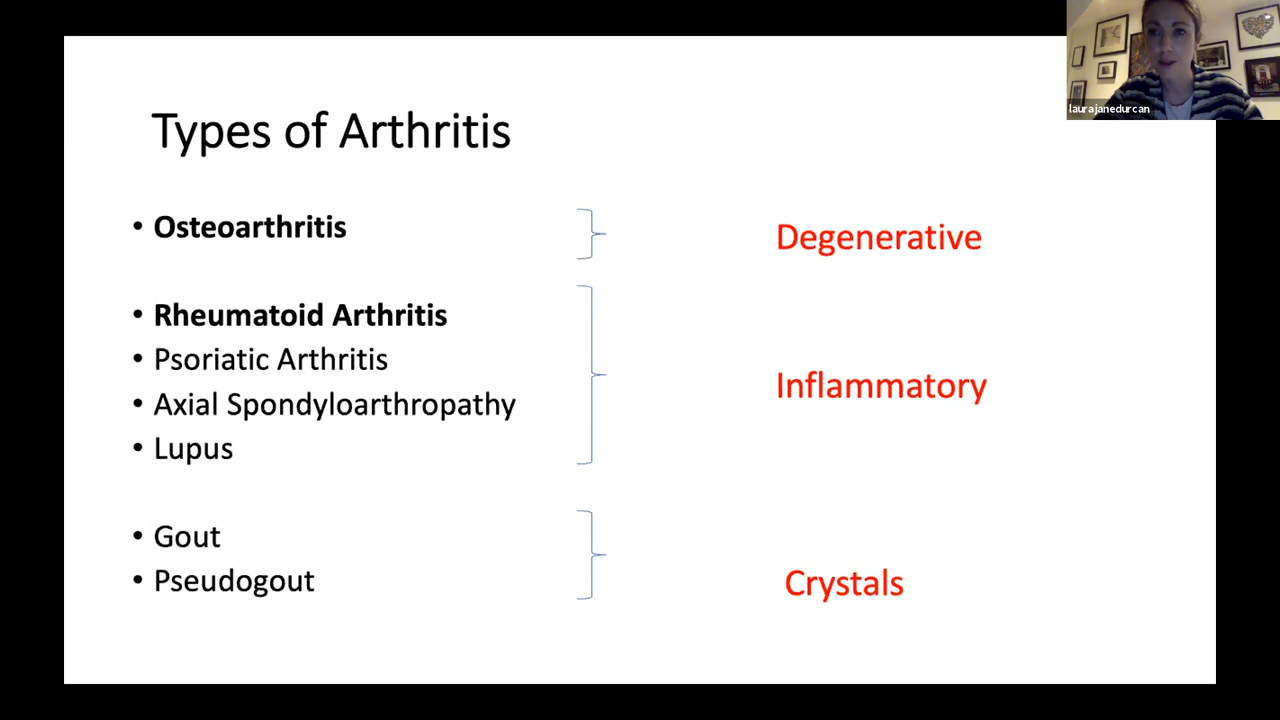 laurajanedurcan
Types of Arthritis
• Osteoarthritis
Degenerative
• Rheumatoid Arthritis
• Psoriatic Arthritis
Inflammatory
• Axial Spondyloarthropathy
• Lupus
• Gout
• Pseudogout
Crystals